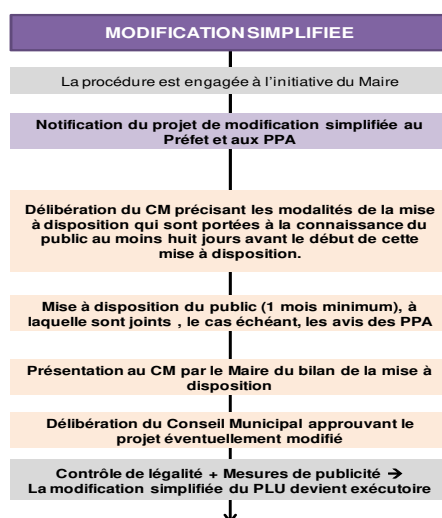 MODIFICATION SIMPLIFIEE
La procédure est engagée à l'initiative du Maire
Notification du projet de modification simplifiée au
Préfet et aux PPA
Délibération du CM précisant les modalités de la mise
à disposition qui sont portées à la connaissance du
public au moins huit jours avant le début de cette
mise à disposition.
Mise à disposition du public (1 mois minimum), à
laquelle sont joints , le cas échéant, les avis des PPA
Présentation au CM par le Maire du bilan de la mise à
disposition
Délibération du Conseil Municipal approuvant le
projet éventuellement modifié
Contrôle de légalité + Mesures de publicité →
La modification simplifiée du PLU devient exécutoire